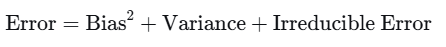 Error = Bias² + Variance + Irreducible Error